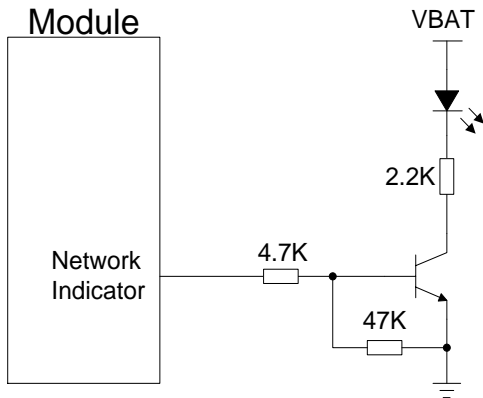 Module
VBAT
2.2K
4.7K
Network
Indicator
47K